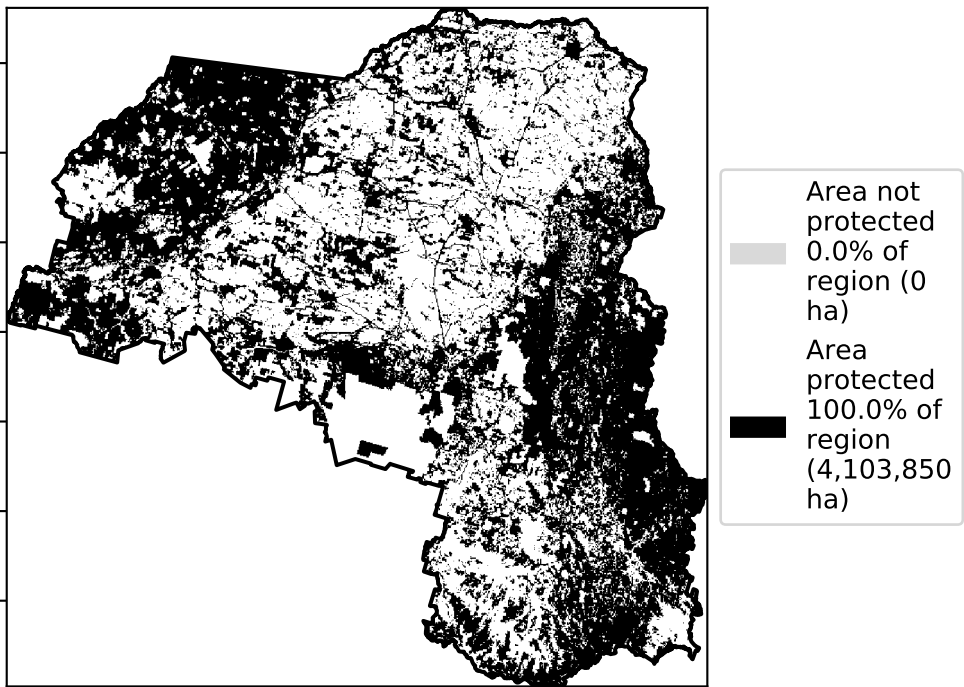 Area not
protected
0.0% of
region (0
ha)
Area
protected
100.0% of
region
(4,103,850
ha)